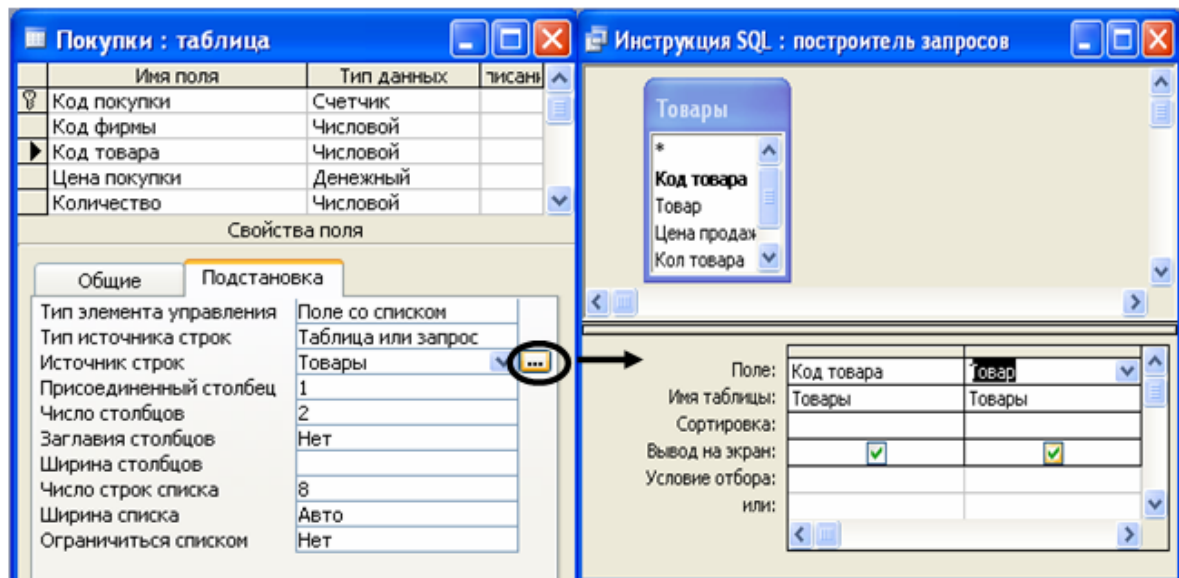 Покупки : таблица
Имя поля Тип данных писани
Код покупки Счетчик
Код фирмы Числовой
Код товара Числовой
Цена покупки Денежный
Количество Числовой
Свойства поля
Общие Подстановка
Тип элемента управления Поле со списком
Тип источника строк Таблица или запрос
Источник строк Товары ...
Присоединенный столбец 1
Число столбцов 2
Заглавия столбцов Нет
Ширина столбцов
Число строк списка 8
Ширина списка Авто
Ограничиться списком Нет
Инструкция SQL : построитель запросов
Товары
*
Код товара
Товар
Цена продаж
Кол товара
Поле: Код товара Товар
Имя таблицы: Товары Товары
Сортировка:
Вывод на экран:
Условие отбора:
или: